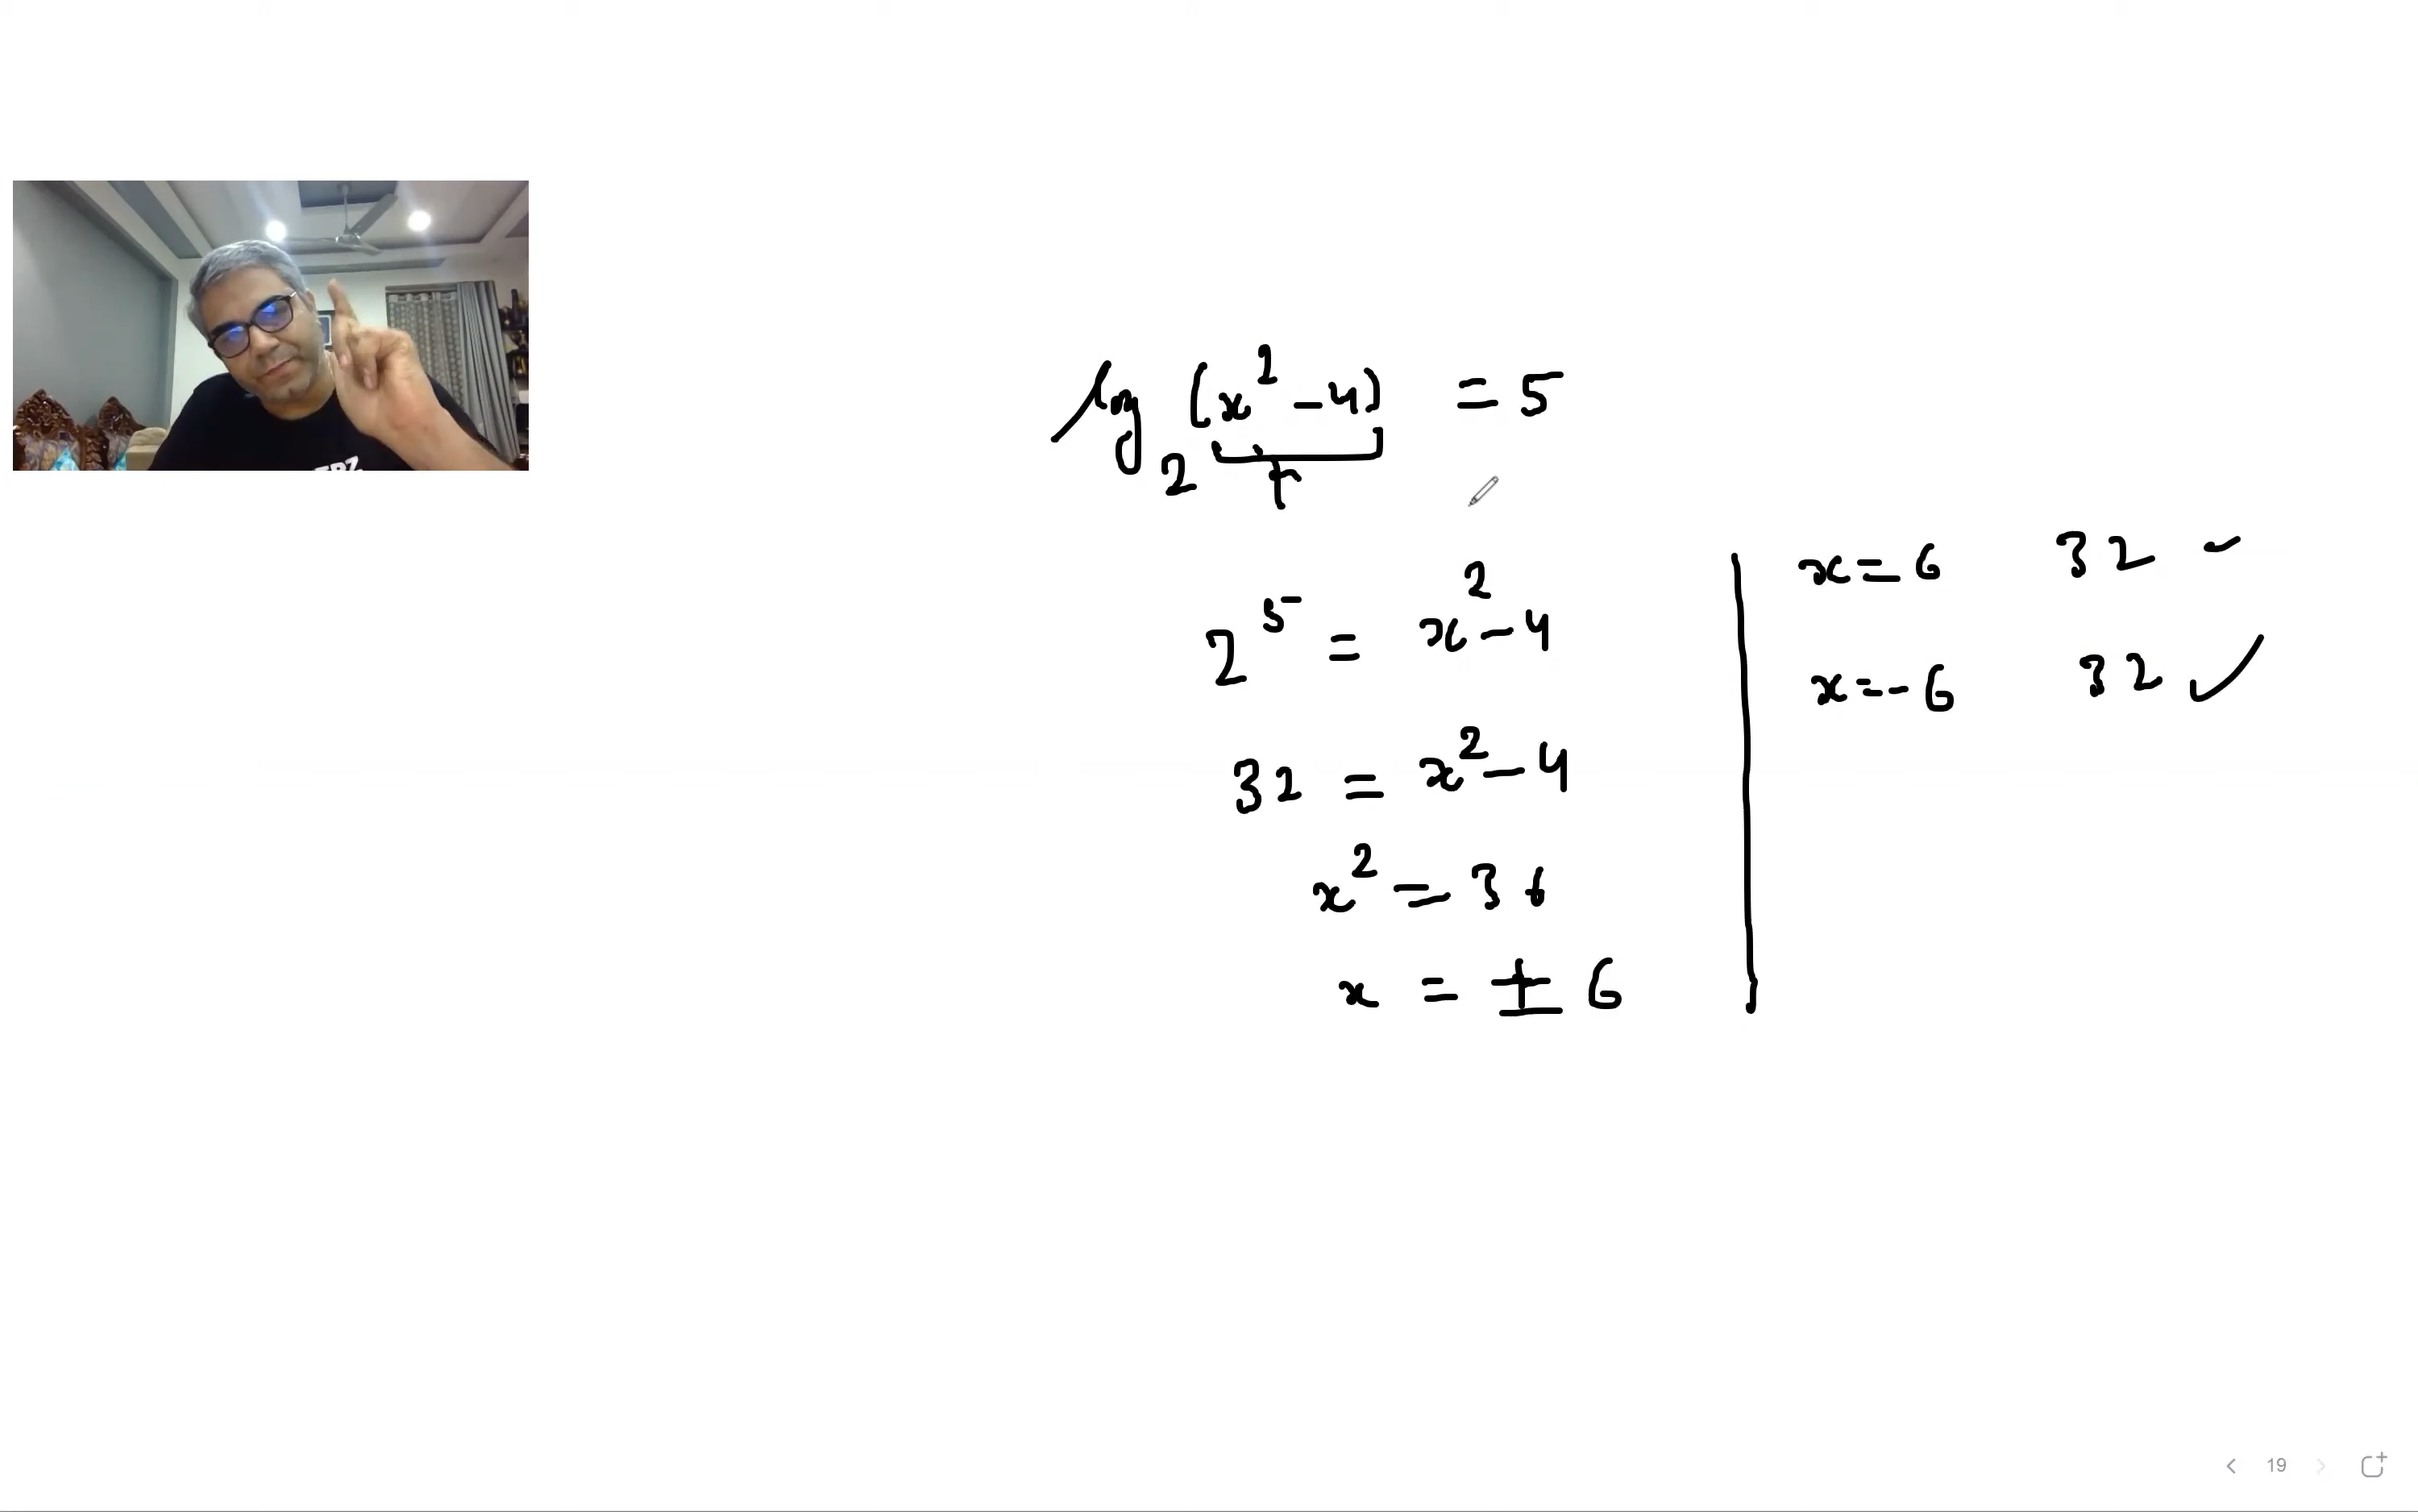 log₂(x² - 4) = 5
2⁵ = x² - 4
32 = x² - 4
x² = 36
x = ± 6
x = 6 32
x = -6 32 ✓
19